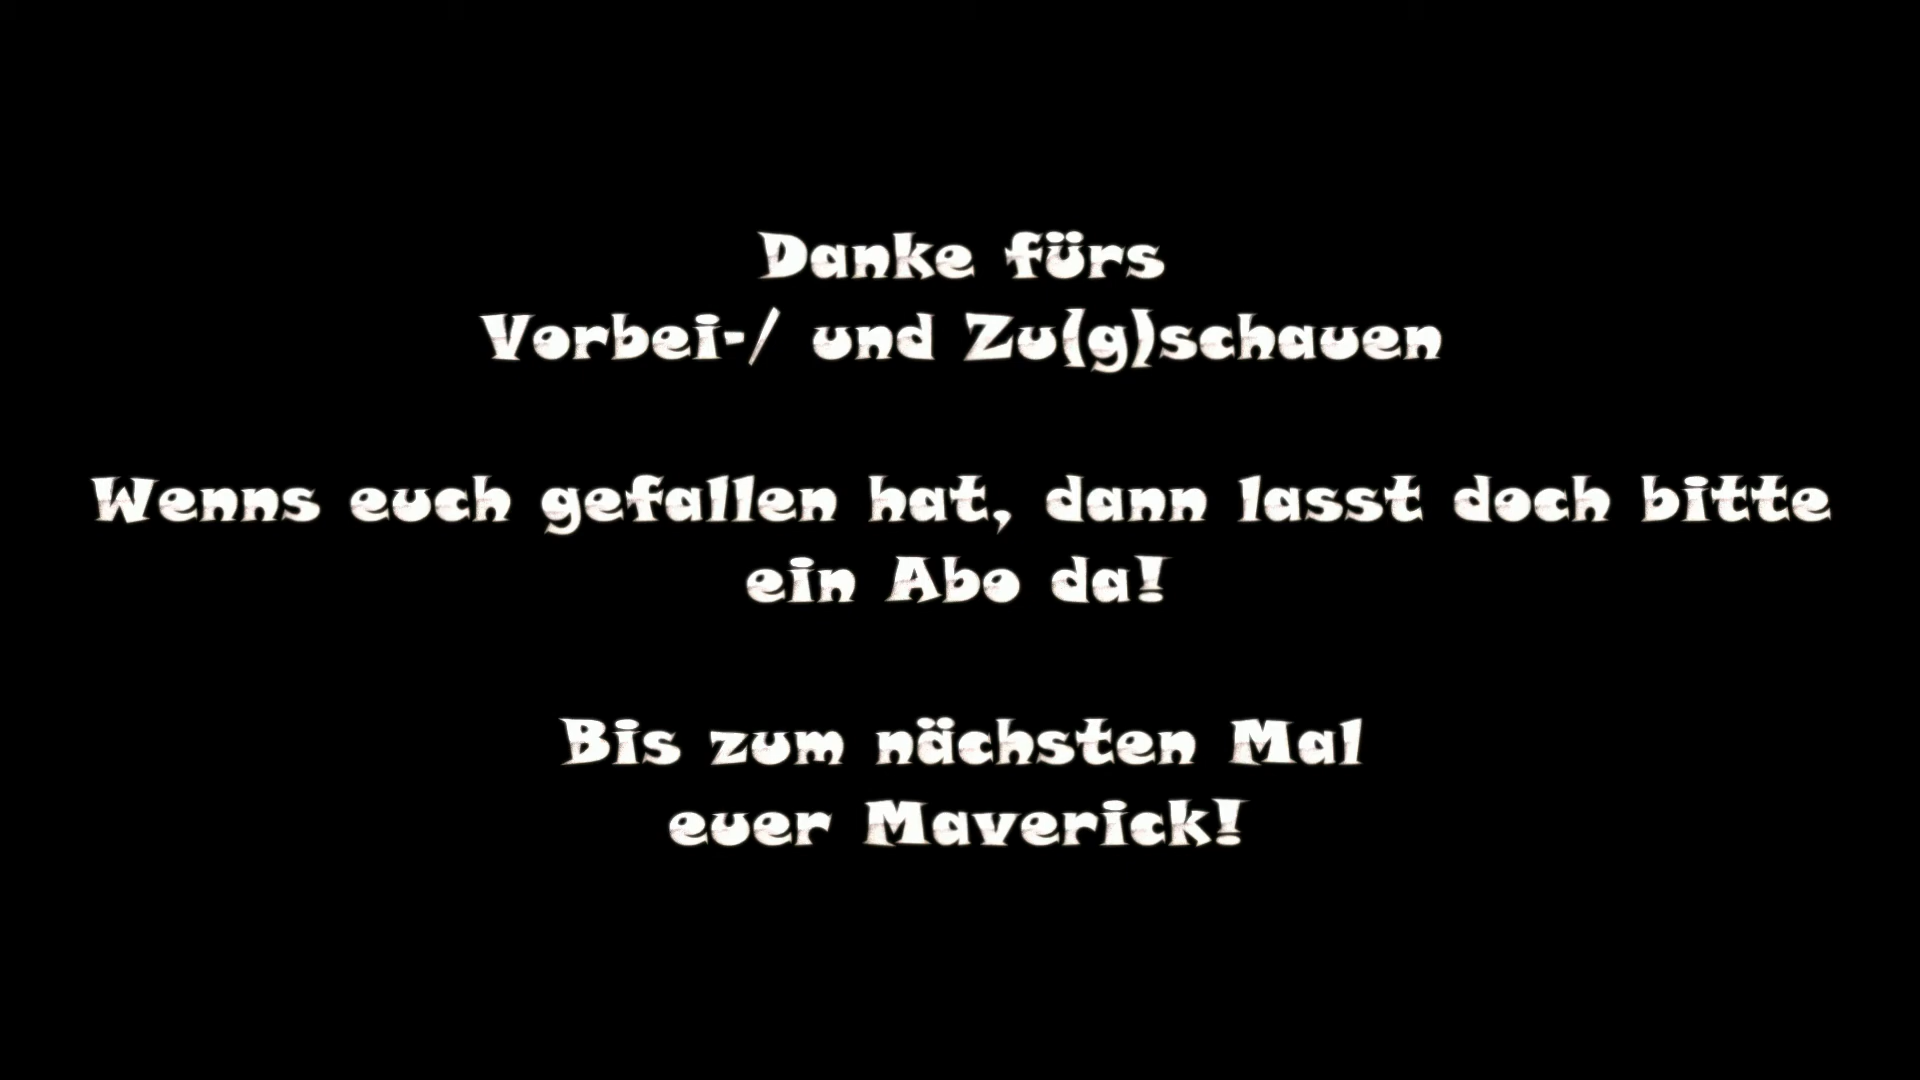 Danke fürs
Vorbei-/ und Zu(g)schauen
Wenns euch gefallen hat, dann lasst doch bitte
ein Abo da!
Bis zum nächsten Mal
euer Maverick!